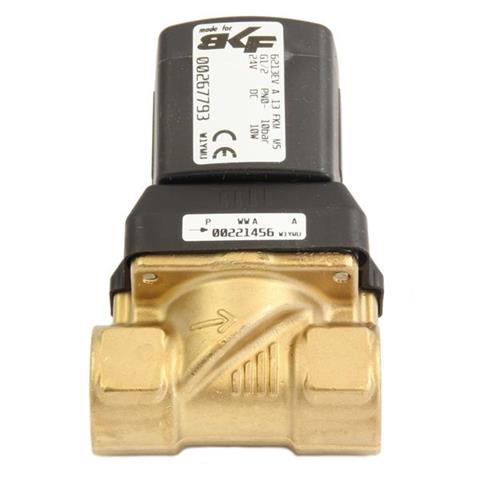 made for
BKF
00267793 W1YMU
CE
6213EV A 13 FKM MS
G1/2 PN0- 10bar
24V DC 10W
P WWA A
00221456 W1YMU